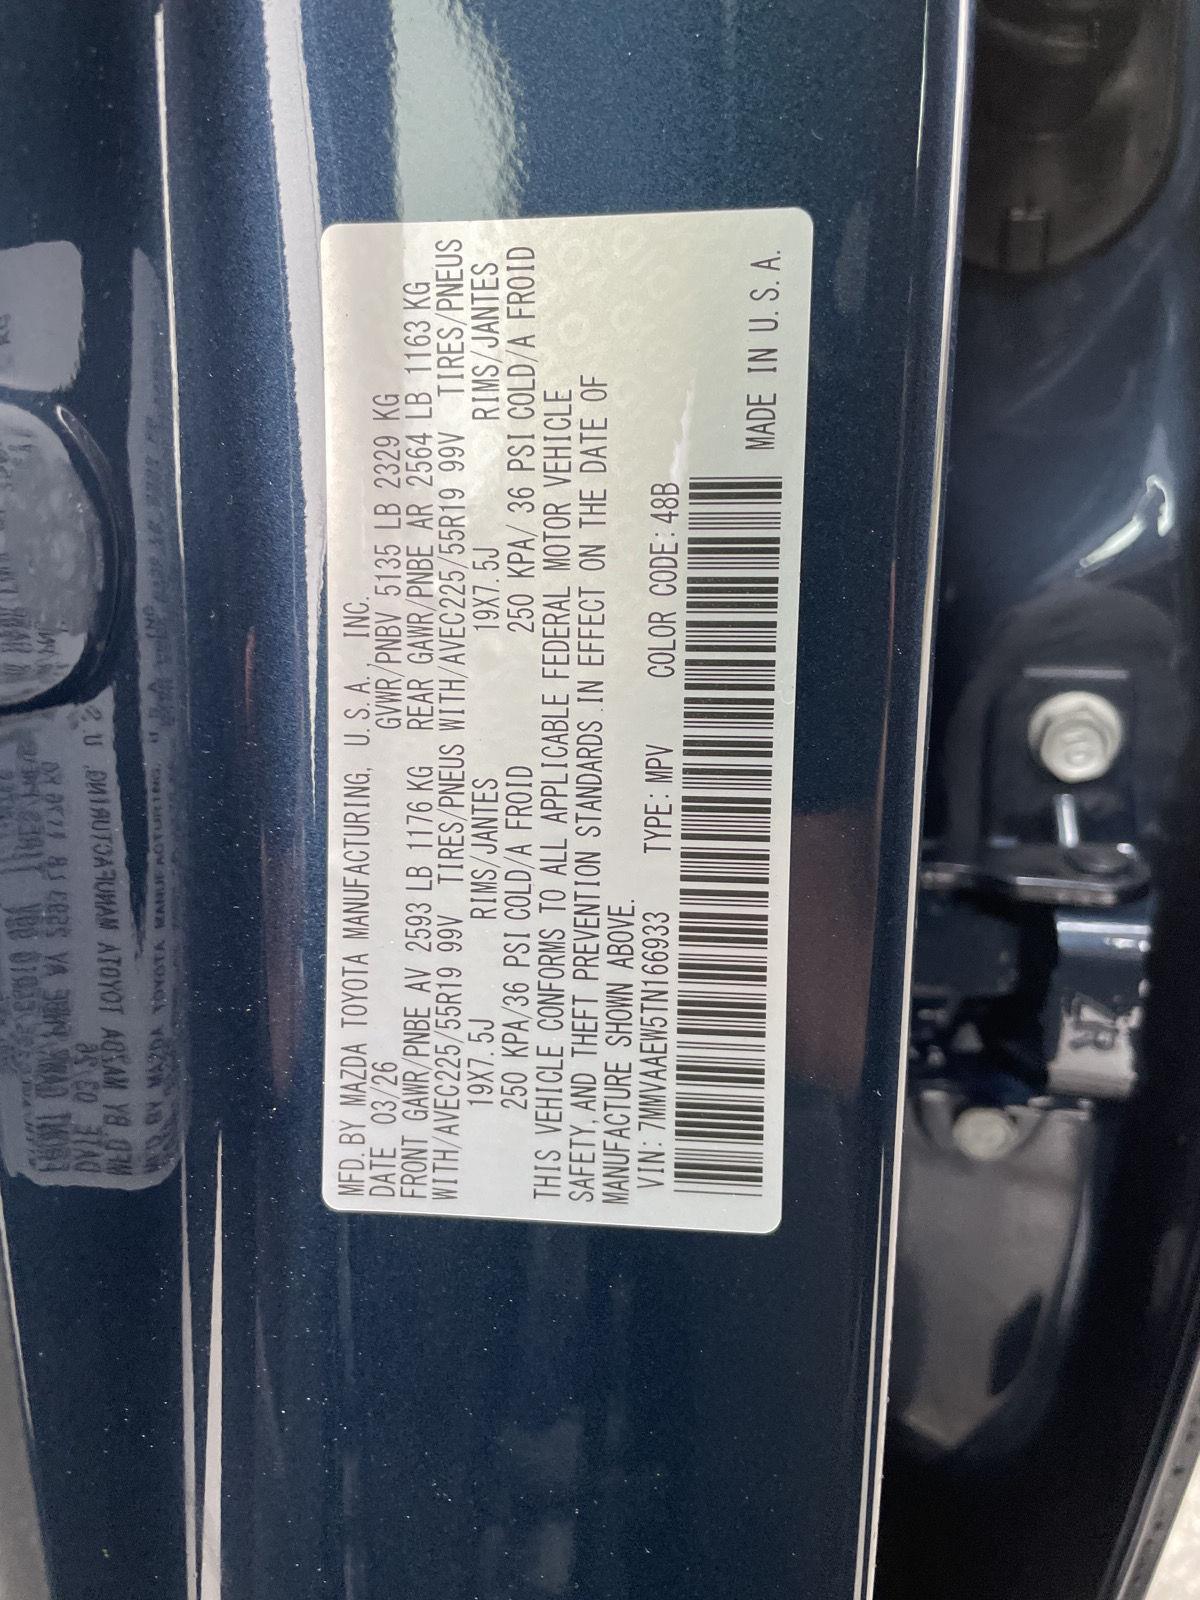 MFD. BY MAZDA TOYOTA MANUFACTURING, U.S.A., INC.
DATE 03/26 GVWR/PNBV 5135 LB 2329 KG
FRONT GAWR/PNBE AV 2593 LB 1176 KG REAR GAWR/PNBE AR 2564 LB 1163 KG
WITH/AVEC225/55R19 99V TIRES/PNEUS WITH/AVEC225/55R19 99V TIRES/PNEUS
19X7.5J RIMS/JANTES 19X7.5J RIMS/JANTES
250 KPA/36 PSI COLD/A FROID 250 KPA/ 36 PSI COLD/A FROID
THIS VEHICLE CONFORMS TO ALL APPLICABLE FEDERAL MOTOR VEHICLE
SAFETY, AND THEFT PREVENTION STANDARDS IN EFFECT ON THE DATE OF
MANUFACTURE SHOWN ABOVE.
VIN: 7MMVAAEW5TN166933 TYPE: MPV COLOR CODE: 48B
MADE IN U.S.A.